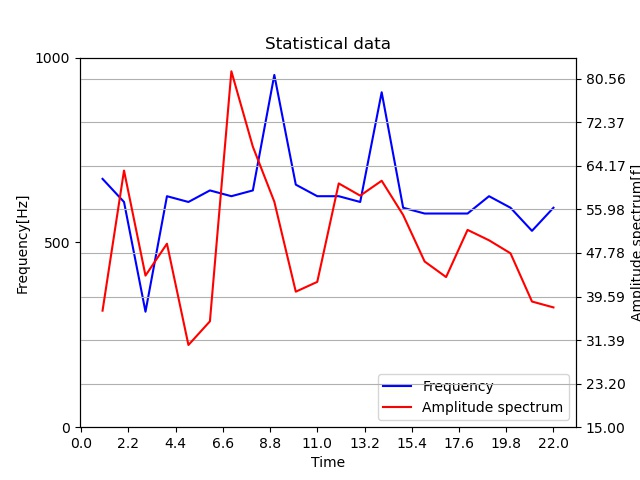 Statistical data
1000
500
0
Frequency[Hz]
80.56
72.37
64.17
55.98
47.78
39.59
31.39
23.20
15.00
Amplitude spectrum[f]
Frequency
Amplitude spectrum
0.0 2.2 4.4 6.6 8.8 11.0 13.2 15.4 17.6 19.8 22.0
Time